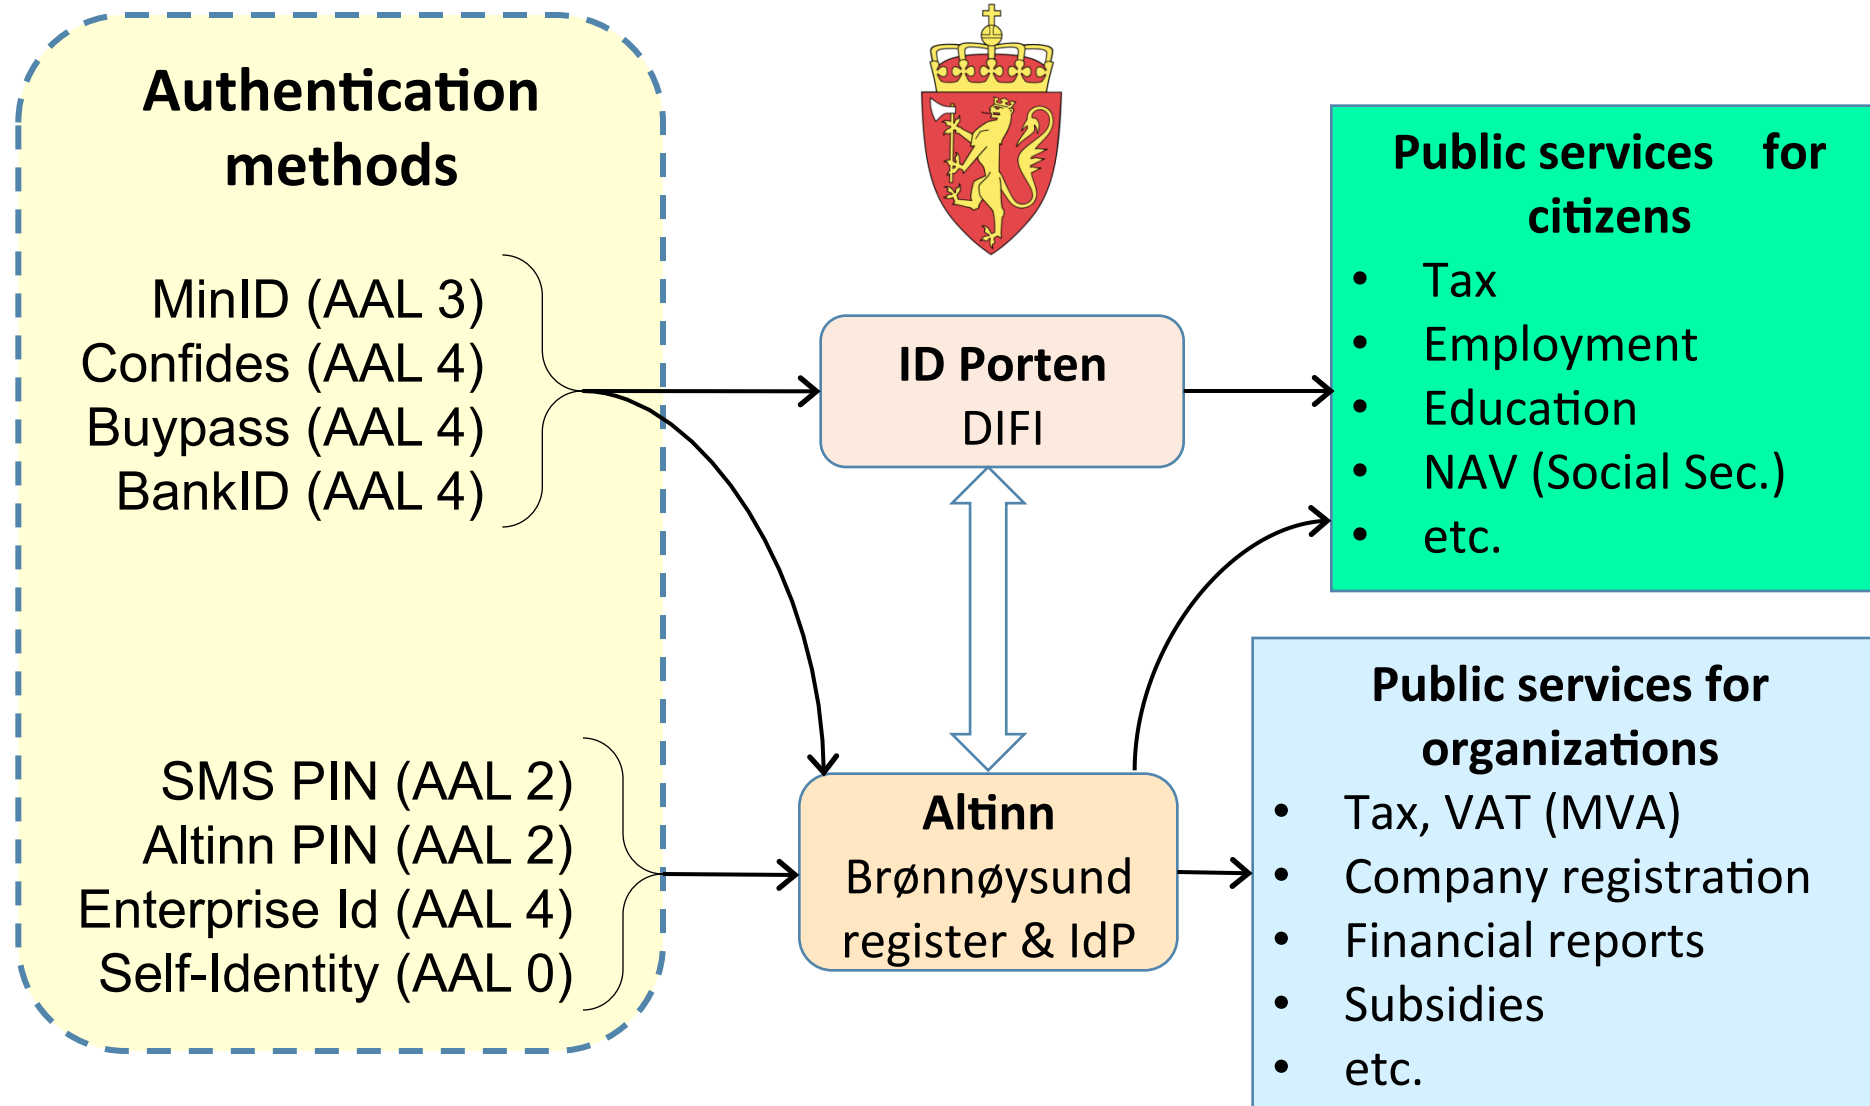 Authentication
methods
MinID (AAL 3)
Confides (AAL 4)
Buypass (AAL 4)
BankID (AAL 4)
SMS PIN (AAL 2)
Altinn PIN (AAL 2)
Enterprise Id (AAL 4)
Self-Identity (AAL 0)
ID Porten
DIFI
Altinn
Brønnøysund
register & IdP
Public services for
citizens
• Tax
• Employment
• Education
• NAV (Social Sec.)
• etc.
Public services for
organizations
• Tax, VAT (MVA)
• Company registration
• Financial reports
• Subsidies
• etc.